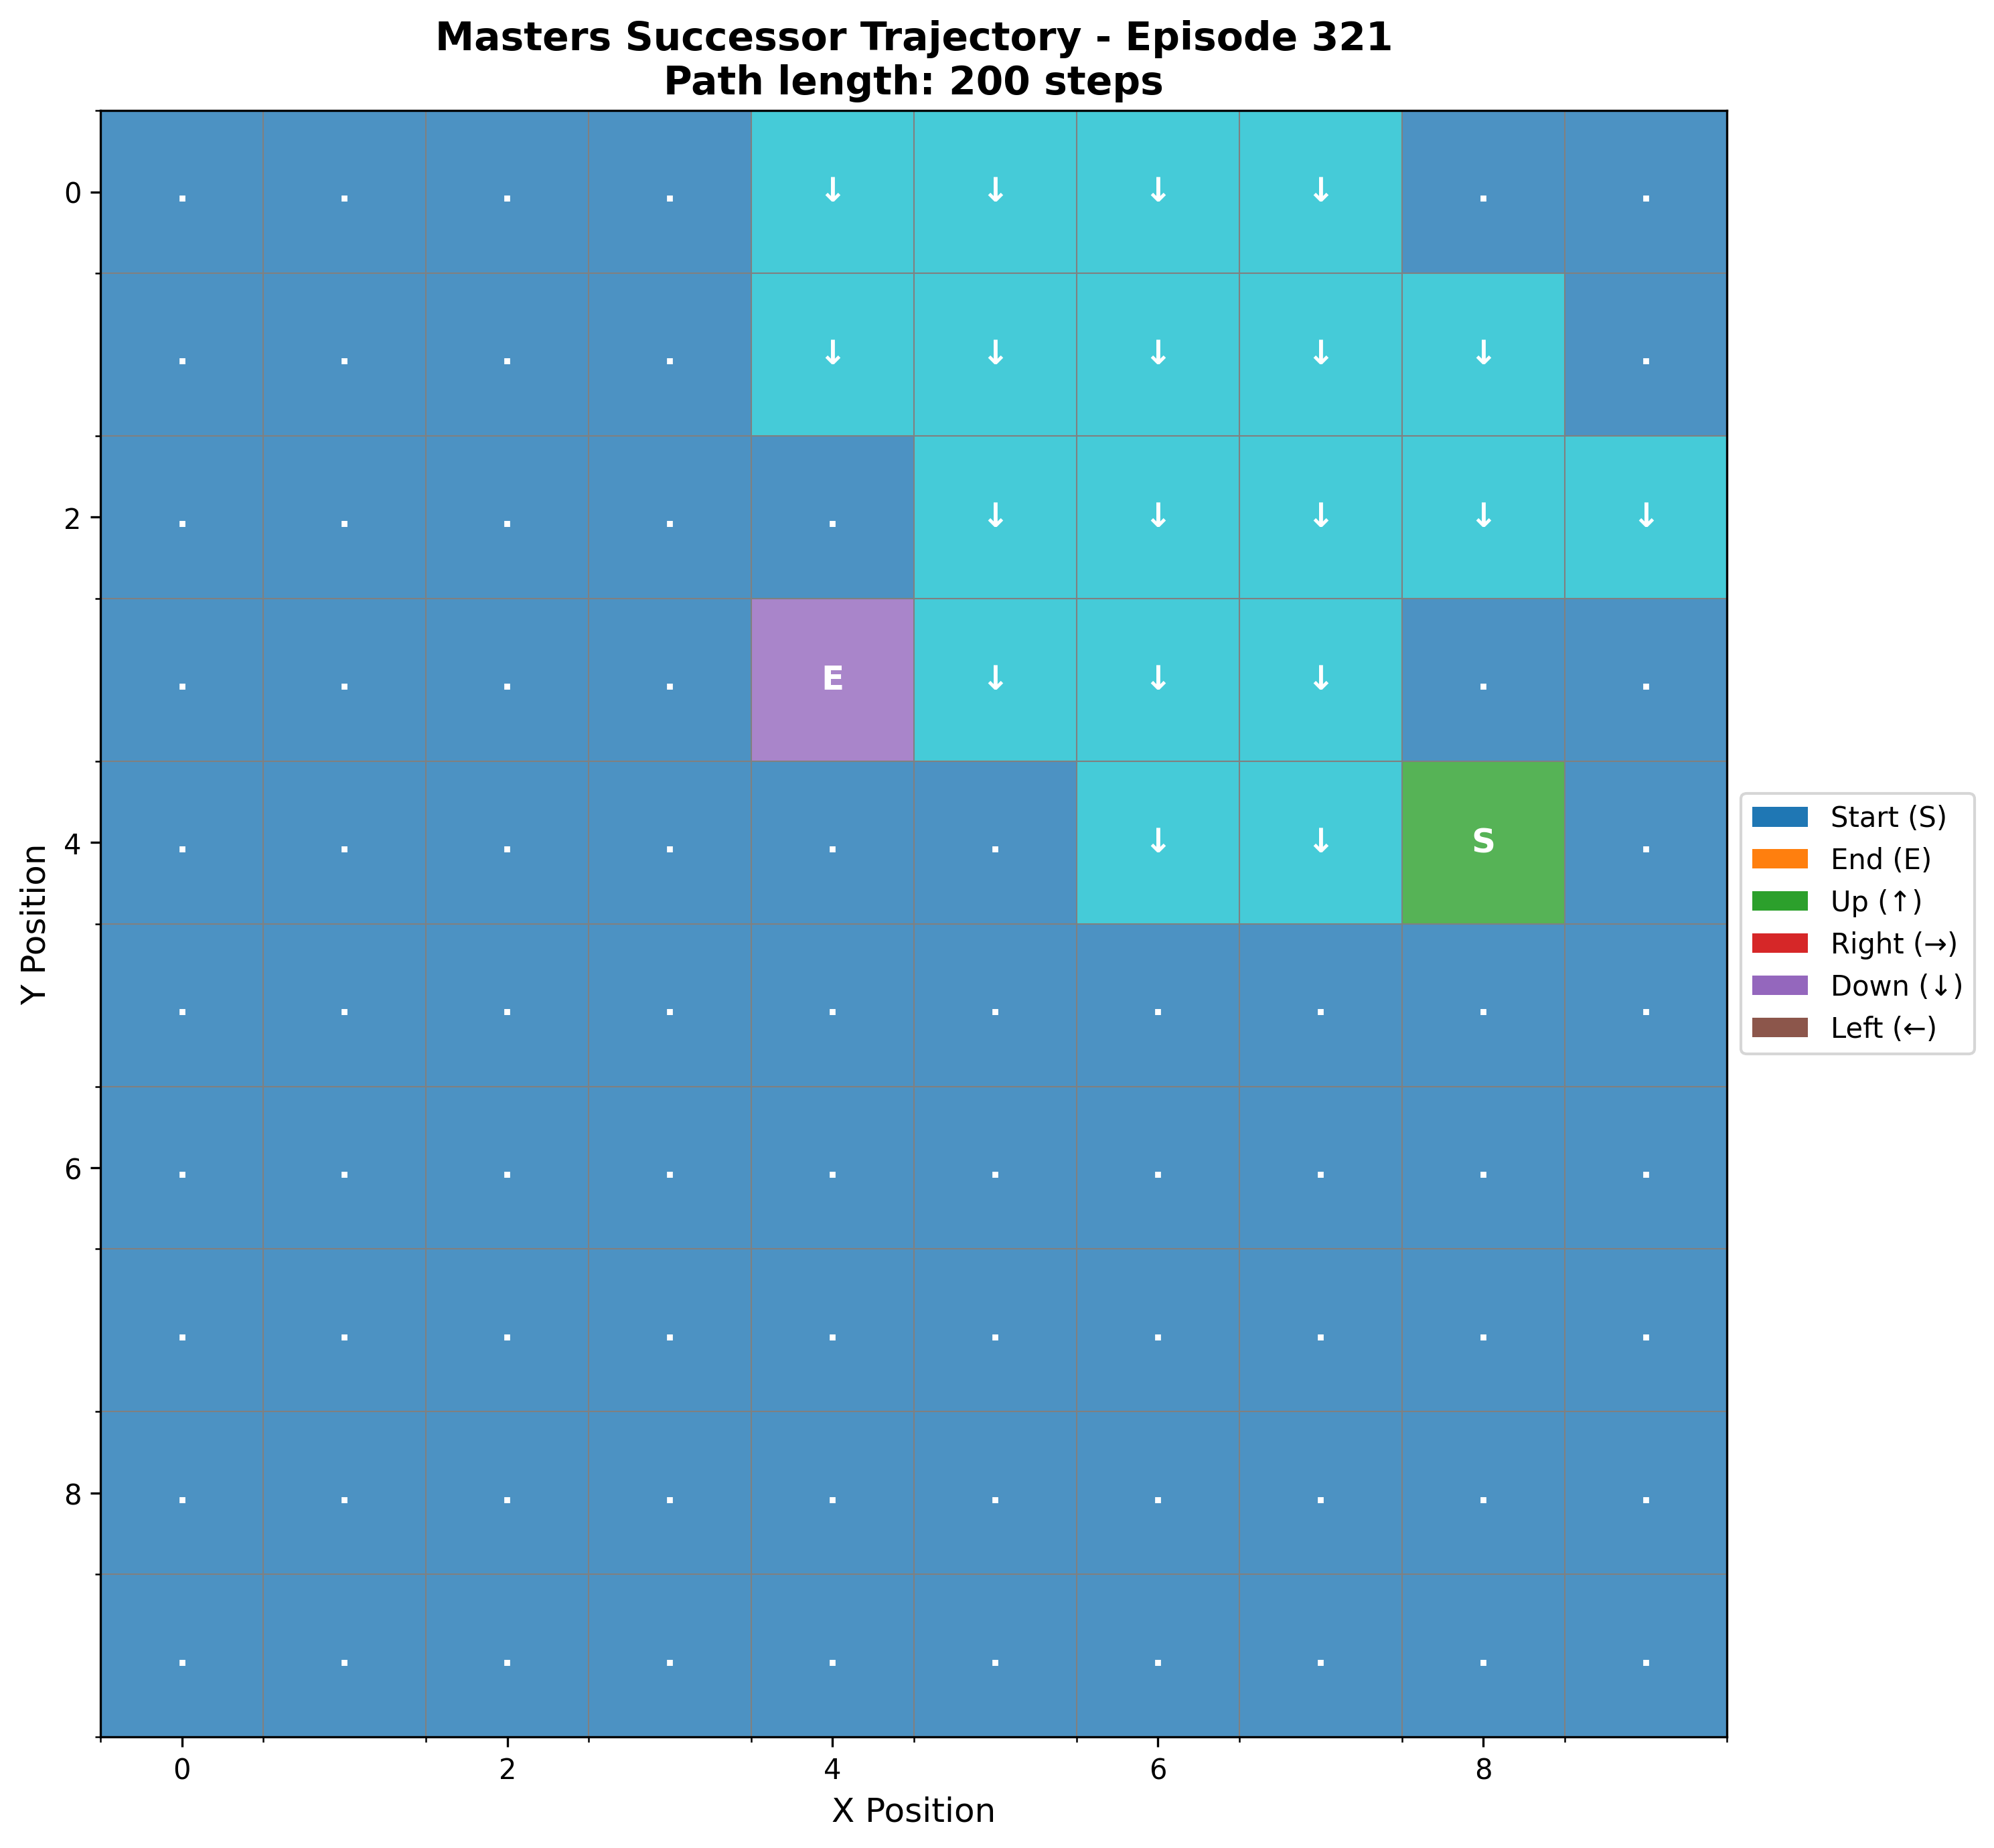 Masters Successor Trajectory - Episode 321
Path length: 200 steps
0 . . . . ↓ ↓ ↓ ↓ . .
. . . . ↓ ↓ ↓ ↓ ↓ .
2 . . . . . ↓ ↓ ↓ ↓ ↓
. . . . E ↓ ↓ ↓ . .
4 . . . . . . ↓ ↓ S .
. . . . . . . . . .
6 . . . . . . . . . .
. . . . . . . . . .
8 . . . . . . . . . .
. . . . . . . . . .
0 2 4 6 8
X Position
Y Position
Start (S)
End (E)
Up (↑)
Right (→)
Down (↓)
Left (←)